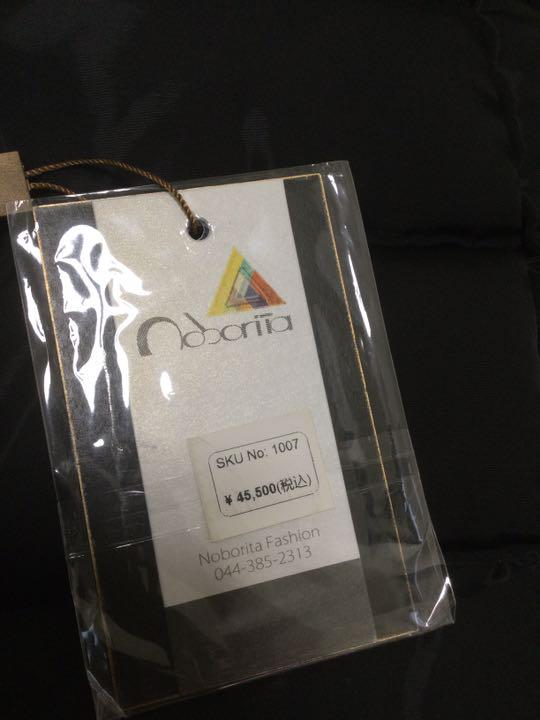 Noborita
SKU No: 1007
¥ 45,500(税込)
Noborita Fashion
044-385-2313